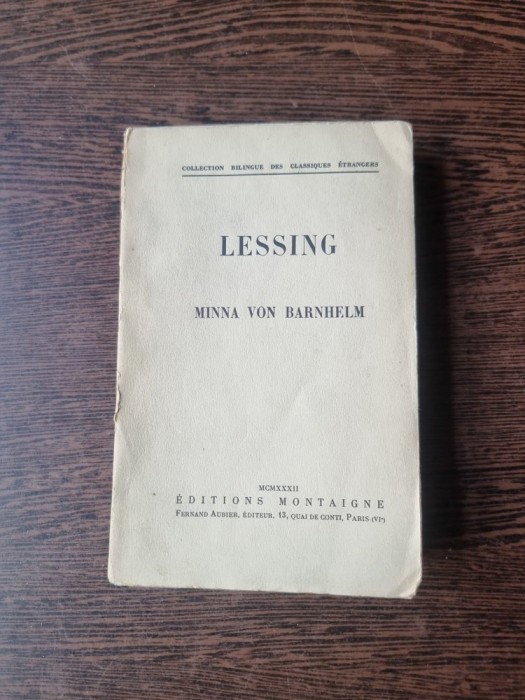 COLLECTION BILINGUE DES CLASSIQUES ÉTRANGERS
LESSING
MINNA VON BARNHELM
MCMXXXII
ÉDITIONS MONTAIGNE
FERNAND AUBIER, ÉDITEUR, 13, QUAI DE CONTI, PARIS (VIᵉ)